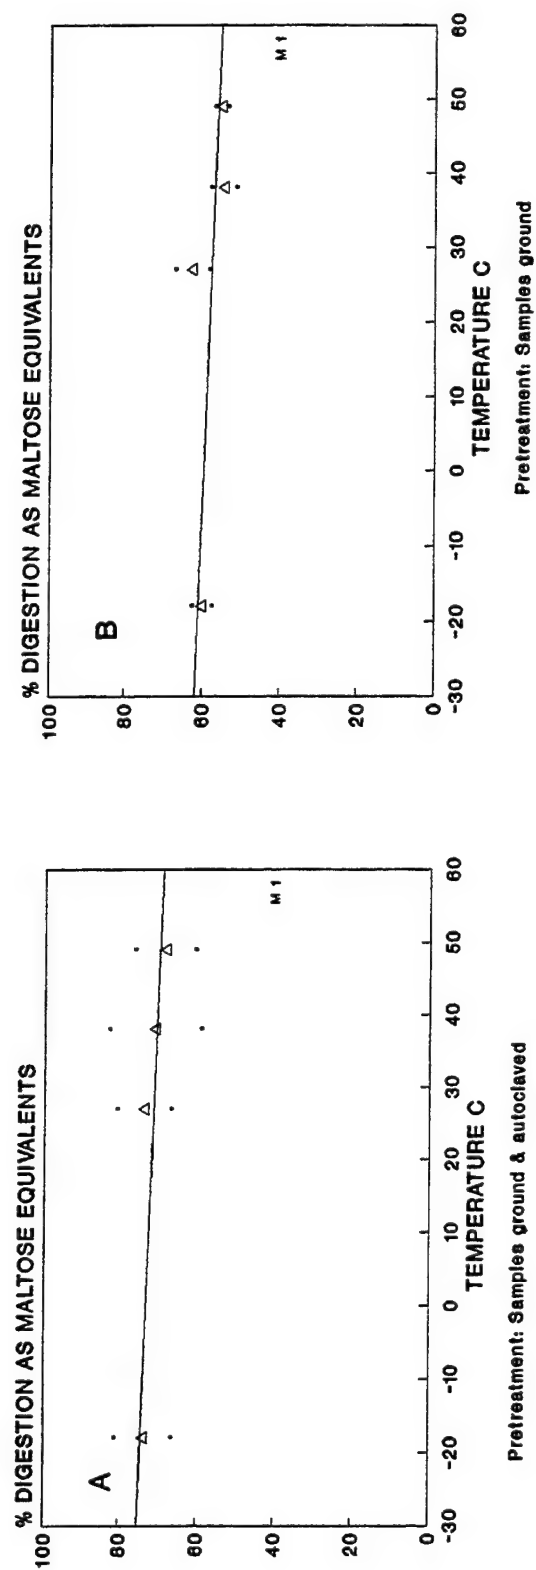 % DIGESTION AS MALTOSE EQUIVALENTS
100
80
60
40
20
0
A
M 1
-30 -20 -10 0 10 20 30 40 50 60
TEMPERATURE C
Pretreatment: Samples ground & autoclaved
% DIGESTION AS MALTOSE EQUIVALENTS
100
80
60
40
20
0
B
M 1
-30 -20 -10 0 10 20 30 40 50 60
TEMPERATURE C
Pretreatment: Samples ground